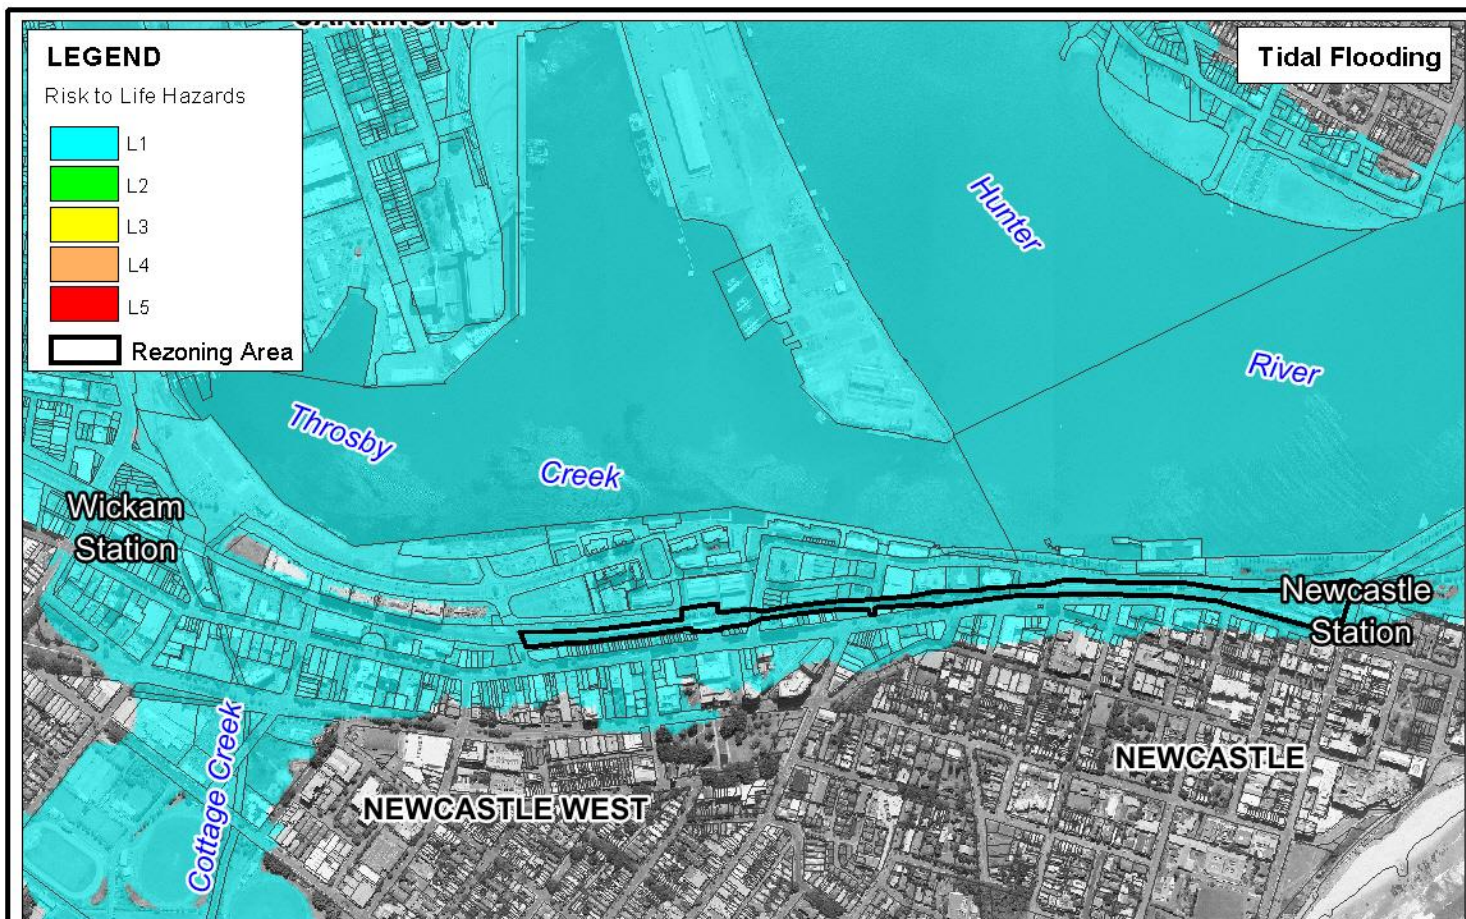 CARRINGTON
LEGEND
Risk to Life Hazards
L1
L2
L3
L4
L5
Rezoning Area
Tidal Flooding
Hunter
River
Throsby
Creek
Wickam
Station
Newcastle
Station
Cottage Creek
NEWCASTLE WEST
NEWCASTLE